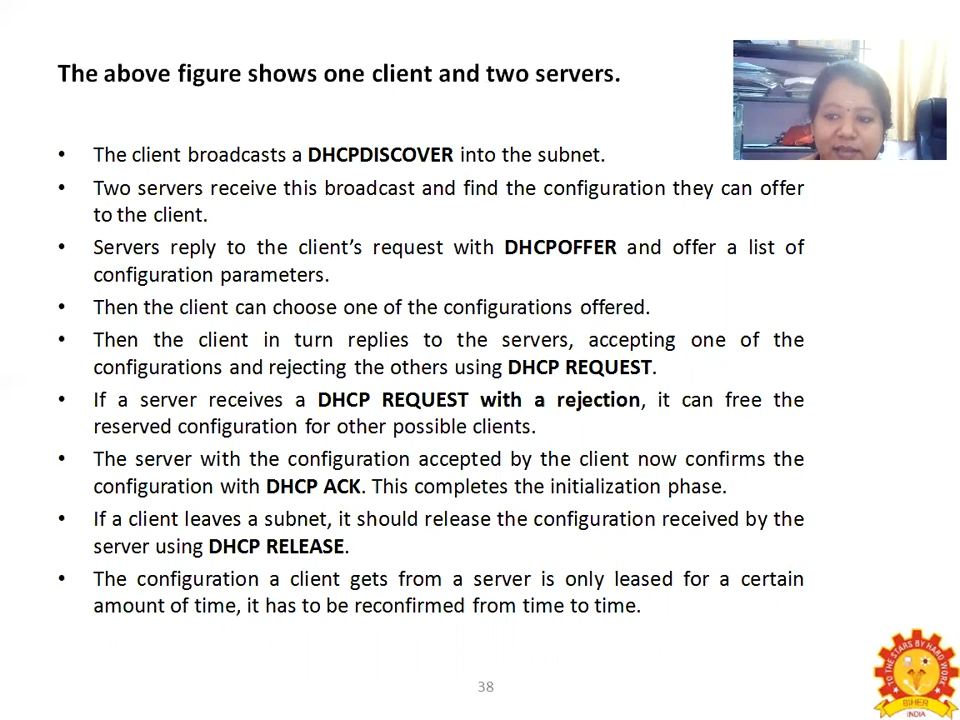 The above figure shows one client and two servers.
• The client broadcasts a DHCPDISCOVER into the subnet.
• Two servers receive this broadcast and find the configuration they can offer
to the client.
• Servers reply to the client’s request with DHCPOFFER and offer a list of
configuration parameters.
• Then the client can choose one of the configurations offered.
• Then the client in turn replies to the servers, accepting one of the
configurations and rejecting the others using DHCP REQUEST.
• If a server receives a DHCP REQUEST with a rejection, it can free the
reserved configuration for other possible clients.
• The server with the configuration accepted by the client now confirms the
configuration with DHCP ACK. This completes the initialization phase.
• If a client leaves a subnet, it should release the configuration received by the
server using DHCP RELEASE.
• The configuration a client gets from a server is only leased for a certain
amount of time, it has to be reconfirmed from time to time.
38
TO THE STARS BY HARD WORK
BIHER
INDIA